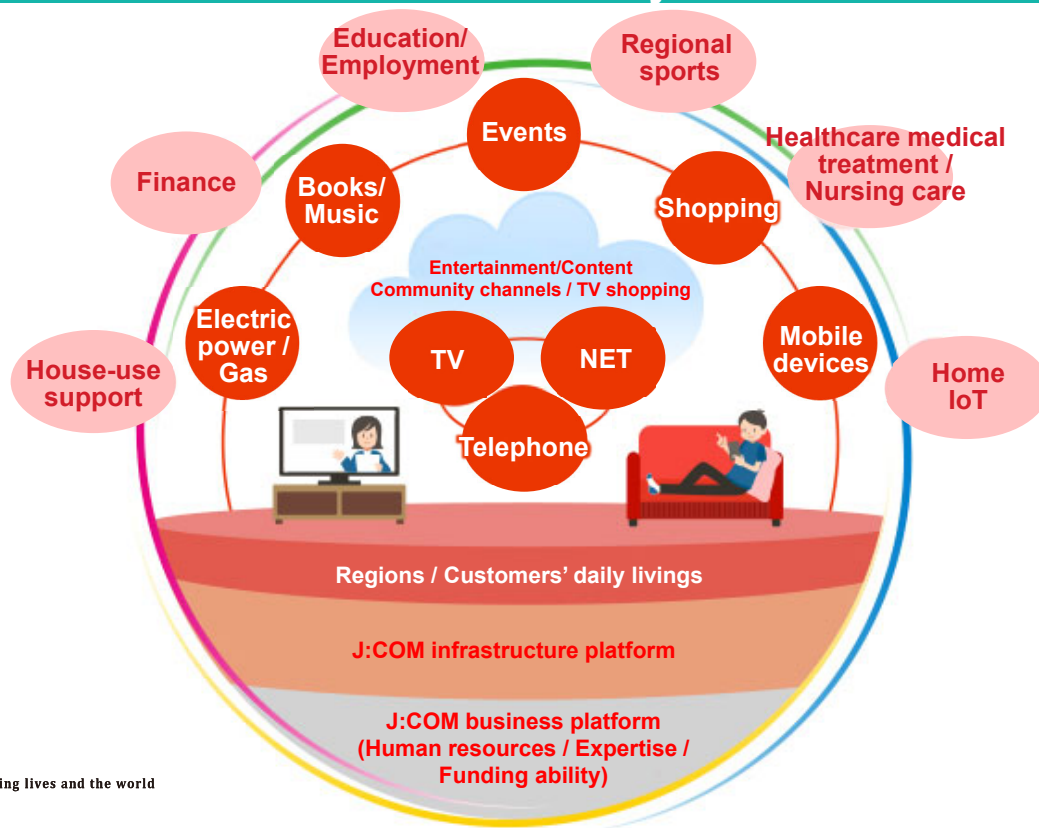 Education/
Employment
Regional
sports
Events
Healthcare medical
treatment /
Nursing care
Finance
Books/
Music
Shopping
Entertainment/Content
Community channels / TV shopping
Electric
power /
Gas
TV
NET
Mobile
devices
House-use
support
Home
IoT
Telephone
Regions / Customers’ daily livings
J:COM infrastructure platform
J:COM business platform
(Human resources / Expertise /
Funding ability)
ing lives and the world